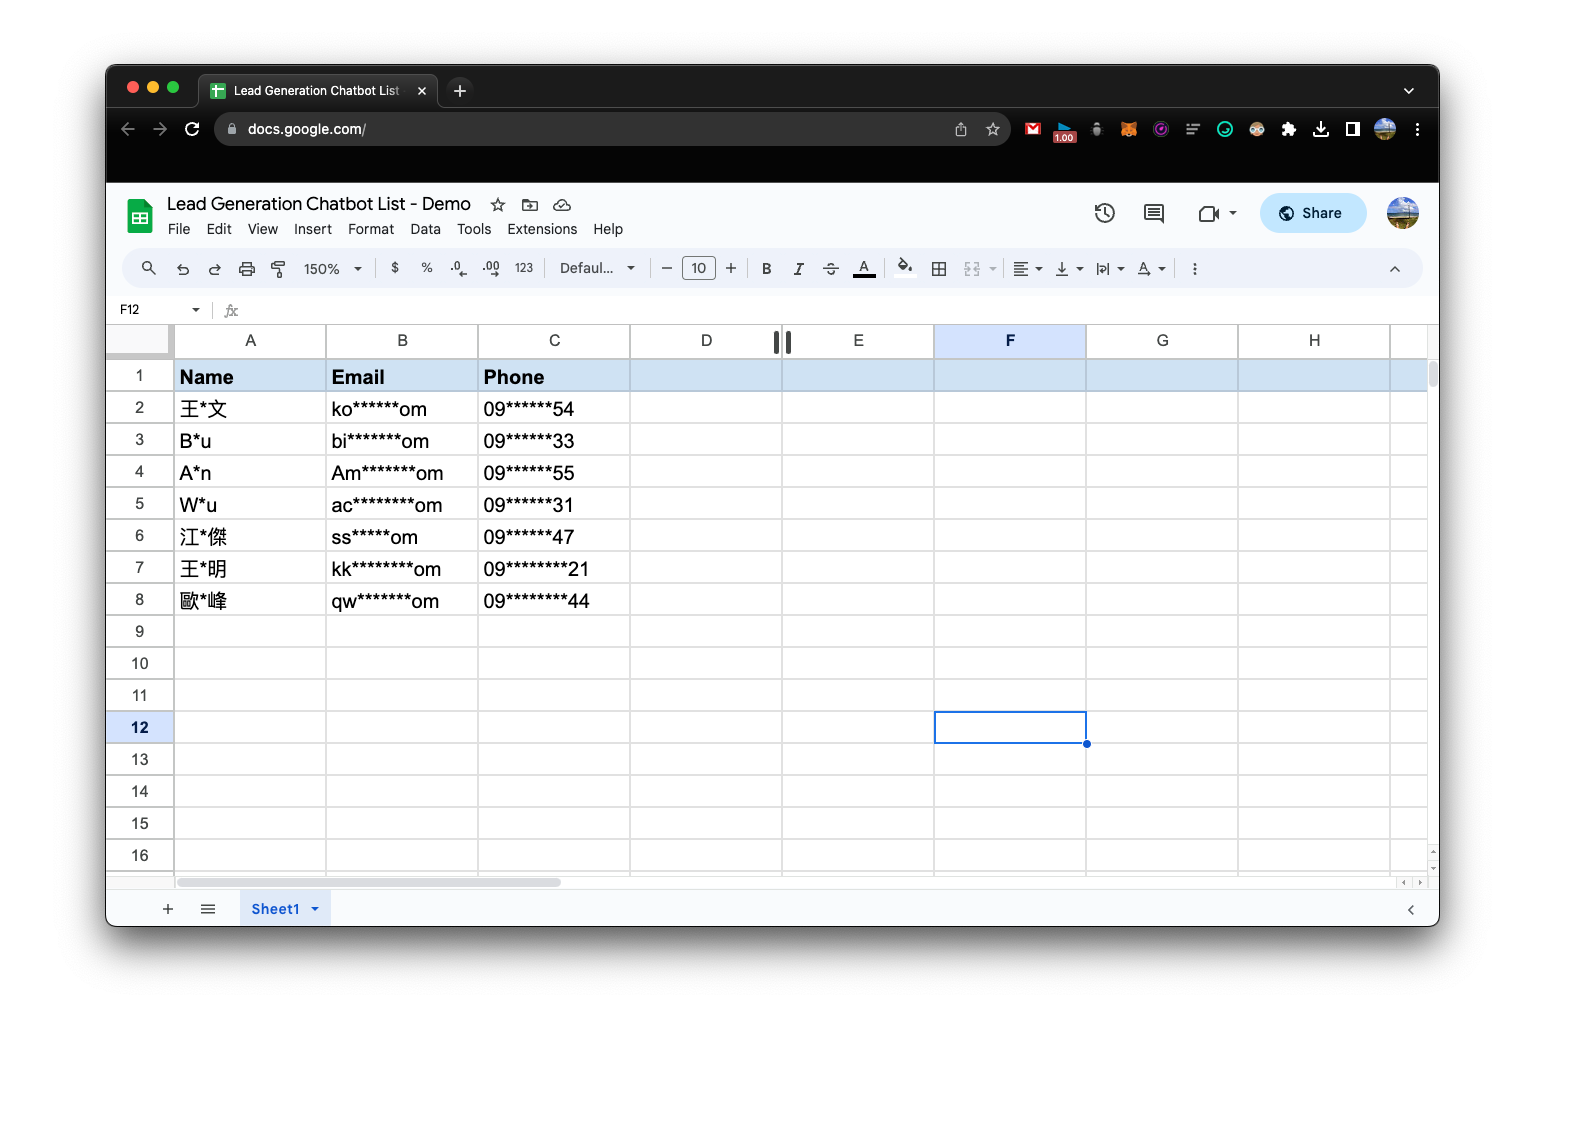 Lead Generation Chatbot List
docs.google.com/
1.00
Lead Generation Chatbot List - Demo
Share
File Edit View Insert Format Data Tools Extensions Help
150% $ % .0 .00 123 Defaul... − 10 + B I S A
F12 fx
A B C D E F G H
1 Name Email Phone
2 王*文 ko******om 09******54
3 B*u bi*******om 09******33
4 A*n Am*******om 09******55
5 W*u ac********om 09******31
6 江*傑 ss*****om 09******47
7 王*明 kk********om 09********21
8 歐*峰 qw*******om 09********44
9
10
11
12
13
14
15
16
Sheet1